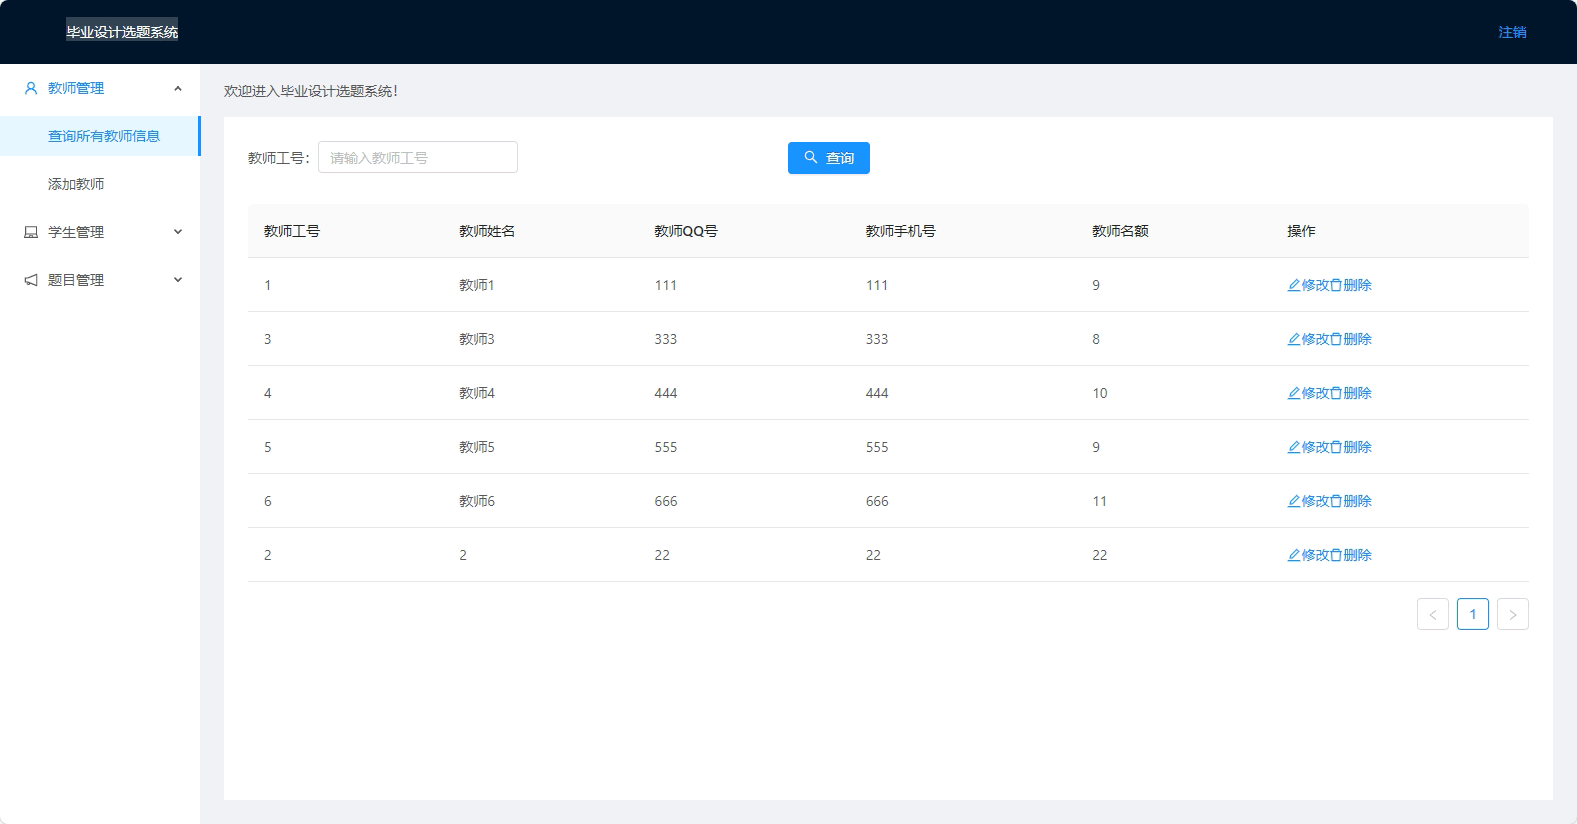 毕业设计选题系统
注销
教师管理
查询所有教师信息
添加教师
学生管理
题目管理
欢迎进入毕业设计选题系统!
教师工号: 请输入教师工号 查询
教师工号 教师姓名 教师QQ号 教师手机号 教师名额 操作
1 教师1 111 111 9 修改删除
3 教师3 333 333 8 修改删除
4 教师4 444 444 10 修改删除
5 教师5 555 555 9 修改删除
6 教师6 666 666 11 修改删除
2 2 22 22 22 修改删除
< 1 >